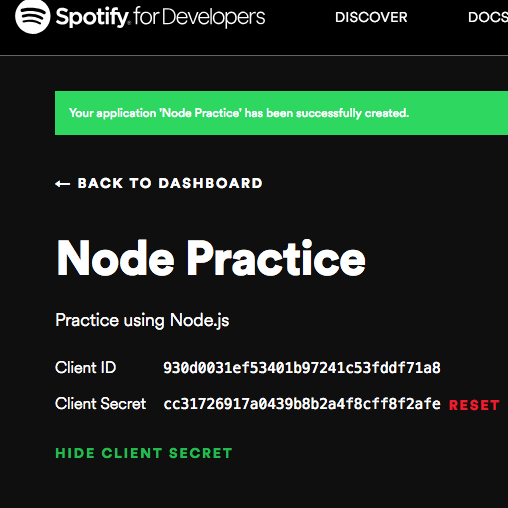 Spotify® for Developers
DISCOVER
DOCS
Your application 'Node Practice' has been successfully created.
← BACK TO DASHBOARD
Node Practice
Practice using Node.js
Client ID 930d0031ef53401b97241c53fddf71a8
Client Secret cc31726917a0439b8b2a4f8cff8f2afe RESET
HIDE CLIENT SECRET